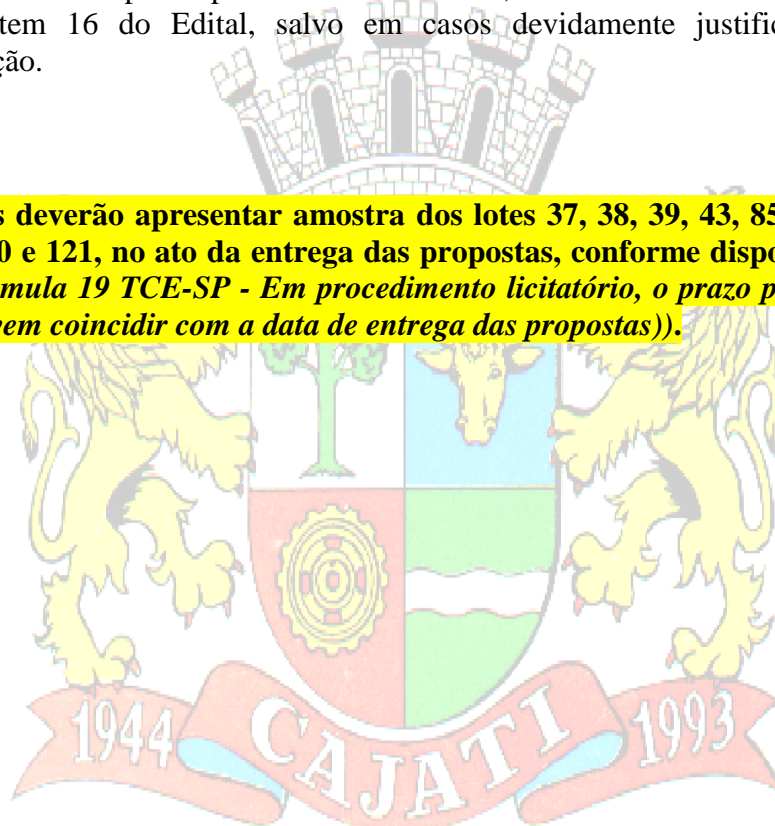 tem 16 do Edital, salvo em casos devidamente justific
ção.
s deverão apresentar amostra dos lotes 37, 38, 39, 43, 85
0 e 121, no ato da entrega das propostas, conforme dispo
mula 19 TCE-SP - Em procedimento licitatório, o prazo p
vem coincidir com a data de entrega das propostas)).
1944 CAJATI 1993